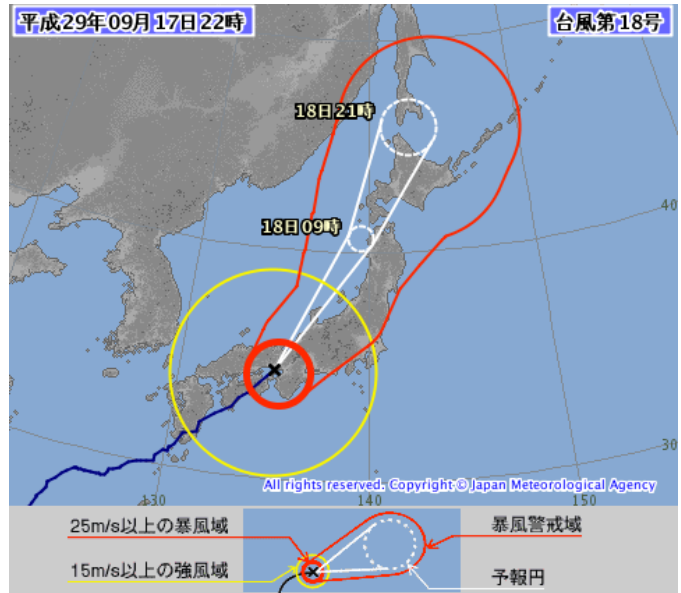 平成29年09月17日22時
台風第18号
18日21時
18日09時
40
30
All rights reserved. Copyright © Japan Meteorological Agency
130
140
150
25m/s以上の暴風域
暴風警戒域
15m/s以上の強風域
予報円